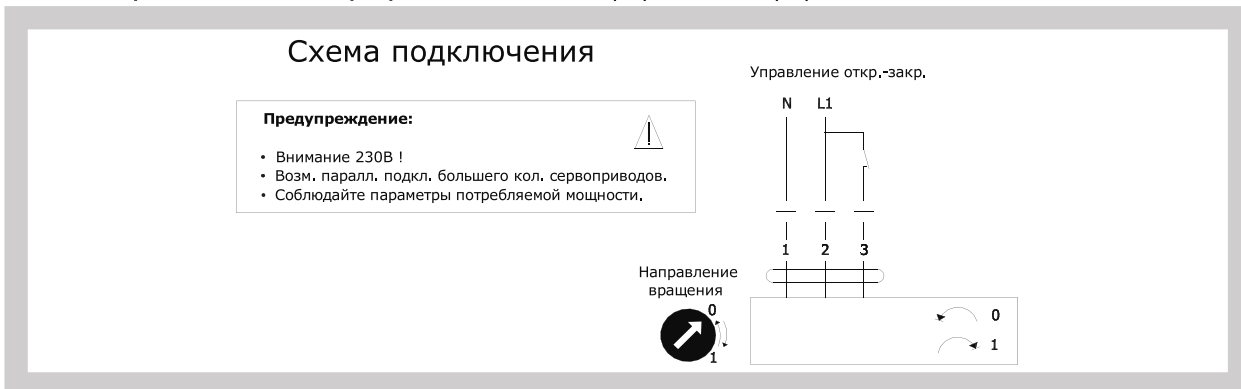 Схема подключения
Управление откр.-закр.
N L1
Предупреждение:
!
• Внимание 230В !
• Возм. паралл. подкл. большего кол. сервоприводов.
• Соблюдайте параметры потребляемой мощности.
1 2 3
Направление
вращения
0
1
0
1